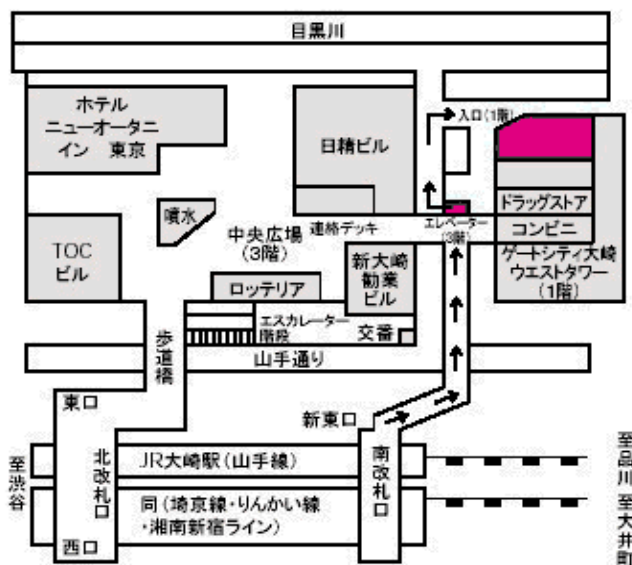 目黒川
ホテル
ニューオータニ
イン 東京
日精ビル
入口(1階)
ドラッグストア
コンビニ
ゲートシティ大崎
ウエストタワー
(1階)
噴水
連絡デッキ
エレベーター
(3階)
中央広場
(3階)
TOC
ビル
新大崎
勧業
ビル
ロッテリア
エスカレーター
階段
交番
歩道橋
山手通り
東口
新東口
北改札口
JR大崎駅(山手線)
南改札口
至渋谷
至品川
同(埼京線・りんかい線
・湘南新宿ライン)
西口
至大井町